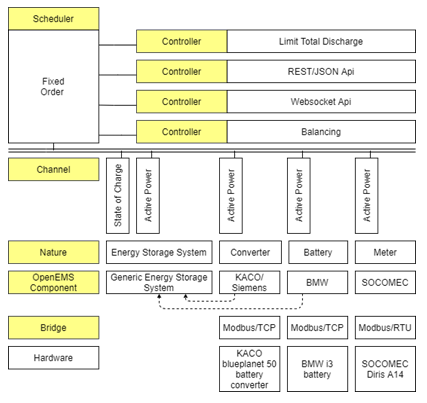 Scheduler
Fixed
Order
Controller
Limit Total Discharge
Controller
REST/JSON Api
Controller
Websocket Api
Controller
Balancing
Channel
State of Charge
Active Power
Active Power
Active Power
Active Power
Nature
Energy Storage System
Converter
Battery
Meter
OpenEMS
Component
Generic Energy Storage
System
KACO/
Siemens
BMW
SOCOMEC
Bridge
Modbus/TCP
Modbus/TCP
Modbus/RTU
Hardware
KACO
blueplanet 50
battery
converter
BMW i3
battery
SOCOMEC
Diris A14